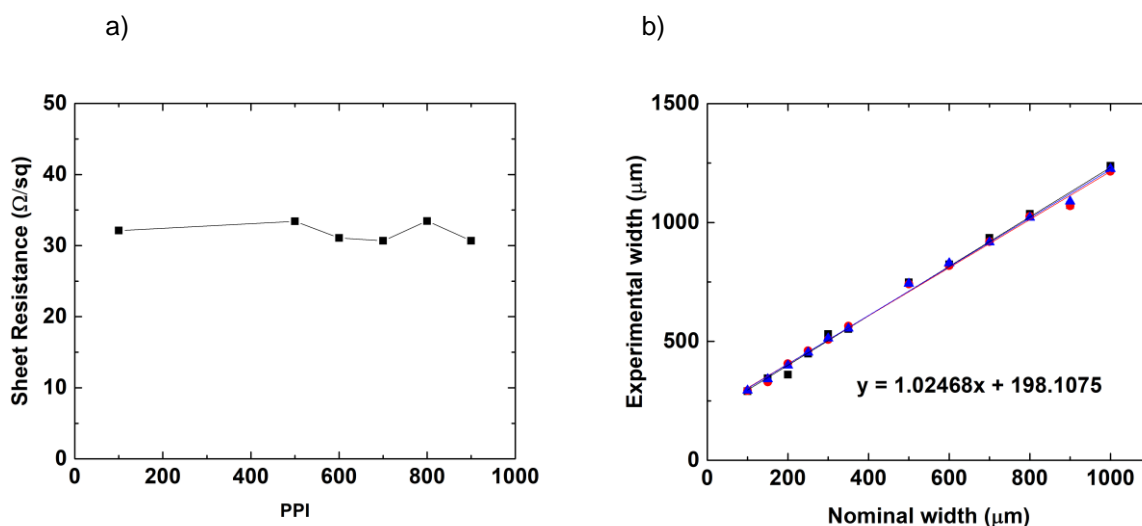 a)
b)
50
40
30
20
10
0
Sheet Resistance (Ω/sq)
0 200 400 600 800 1000
PPI
1500
1000
500
0
Experimental width (μm)
y = 1.02468x + 198.1075
0 200 400 600 800 1000
Nominal width (μm)